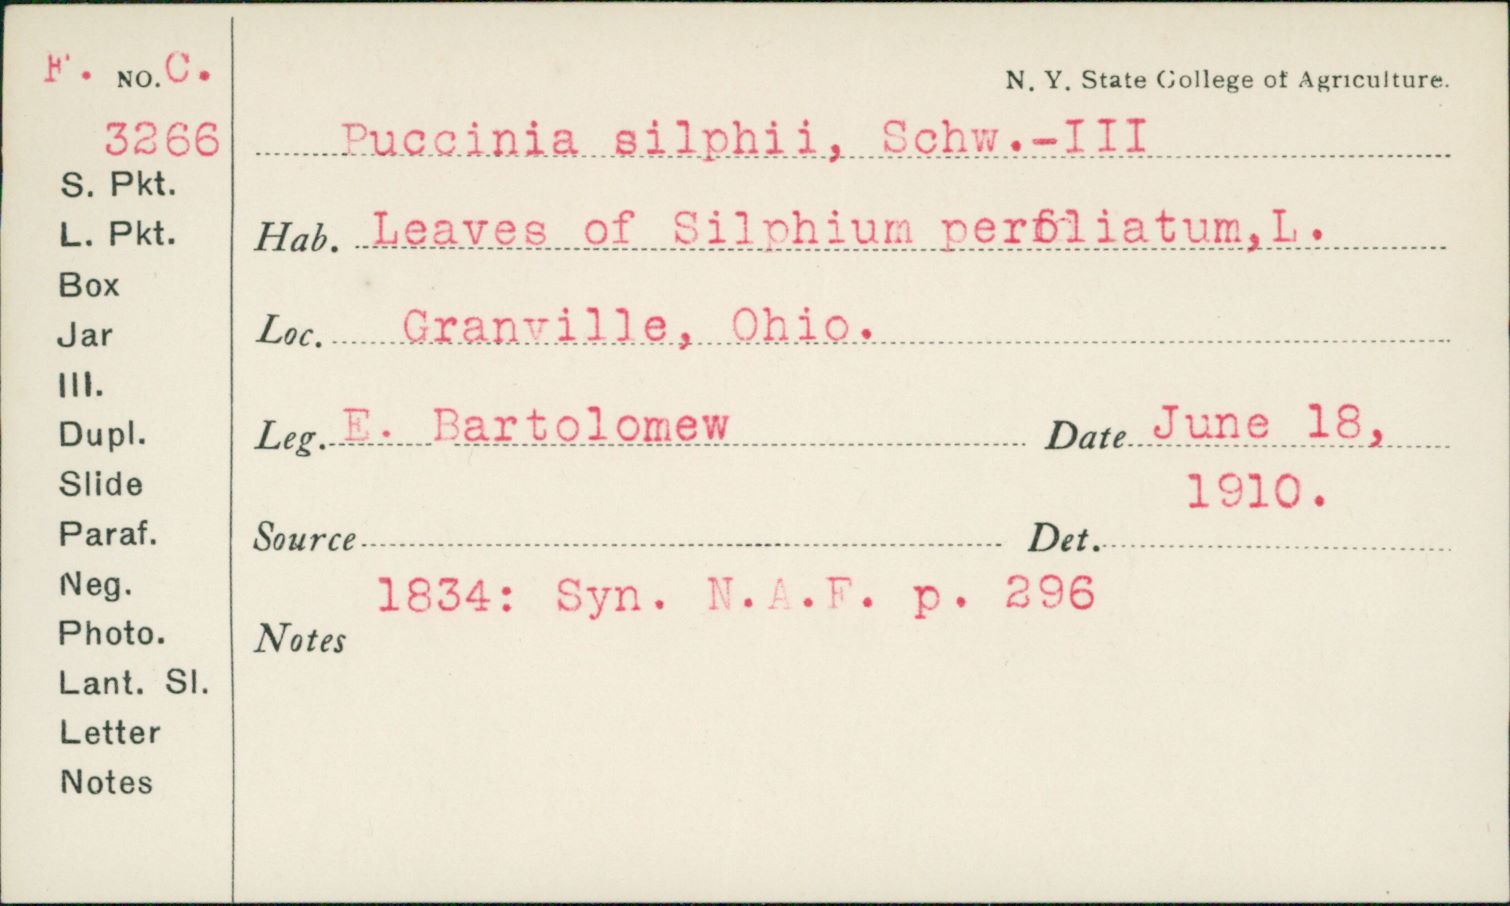 F. NO. C.
3266
S. Pkt.
L. Pkt.
Box
Jar
Ill.
Dupl.
Slide
Paraf.
Neg.
Photo.
Lant. Sl.
Letter
Notes
N. Y. State College of Agriculture.
Puccinia silphii, Schw.-III
Hab. Leaves of Silphium perfoliatum, L.
Loc. Granville, Ohio.
Leg. E. Bartolomew Date June 18,
1910.
Source Det.
1834: Syn. N.A.F. p. 296
Notes